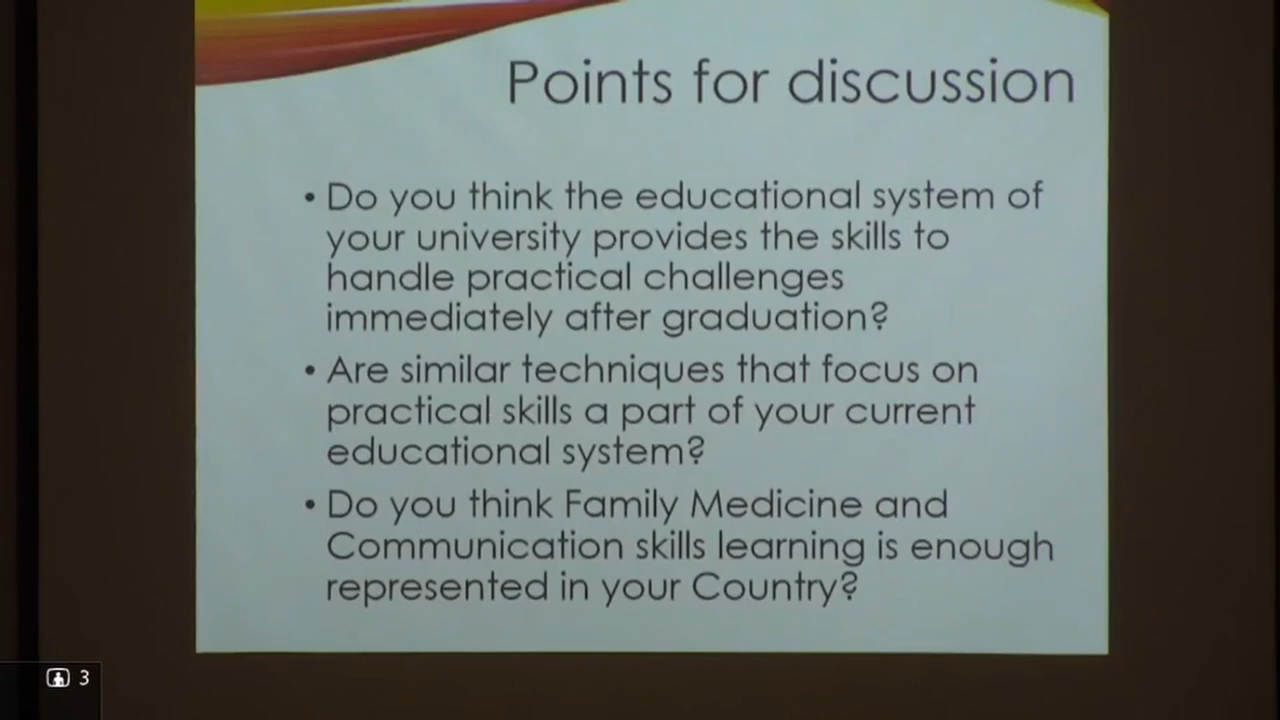 Points for discussion
• Do you think the educational system of
your university provides the skills to
handle practical challenges
immediately after graduation?
• Are similar techniques that focus on
practical skills a part of your current
educational system?
• Do you think Family Medicine and
Communication skills learning is enough
represented in your Country?
3